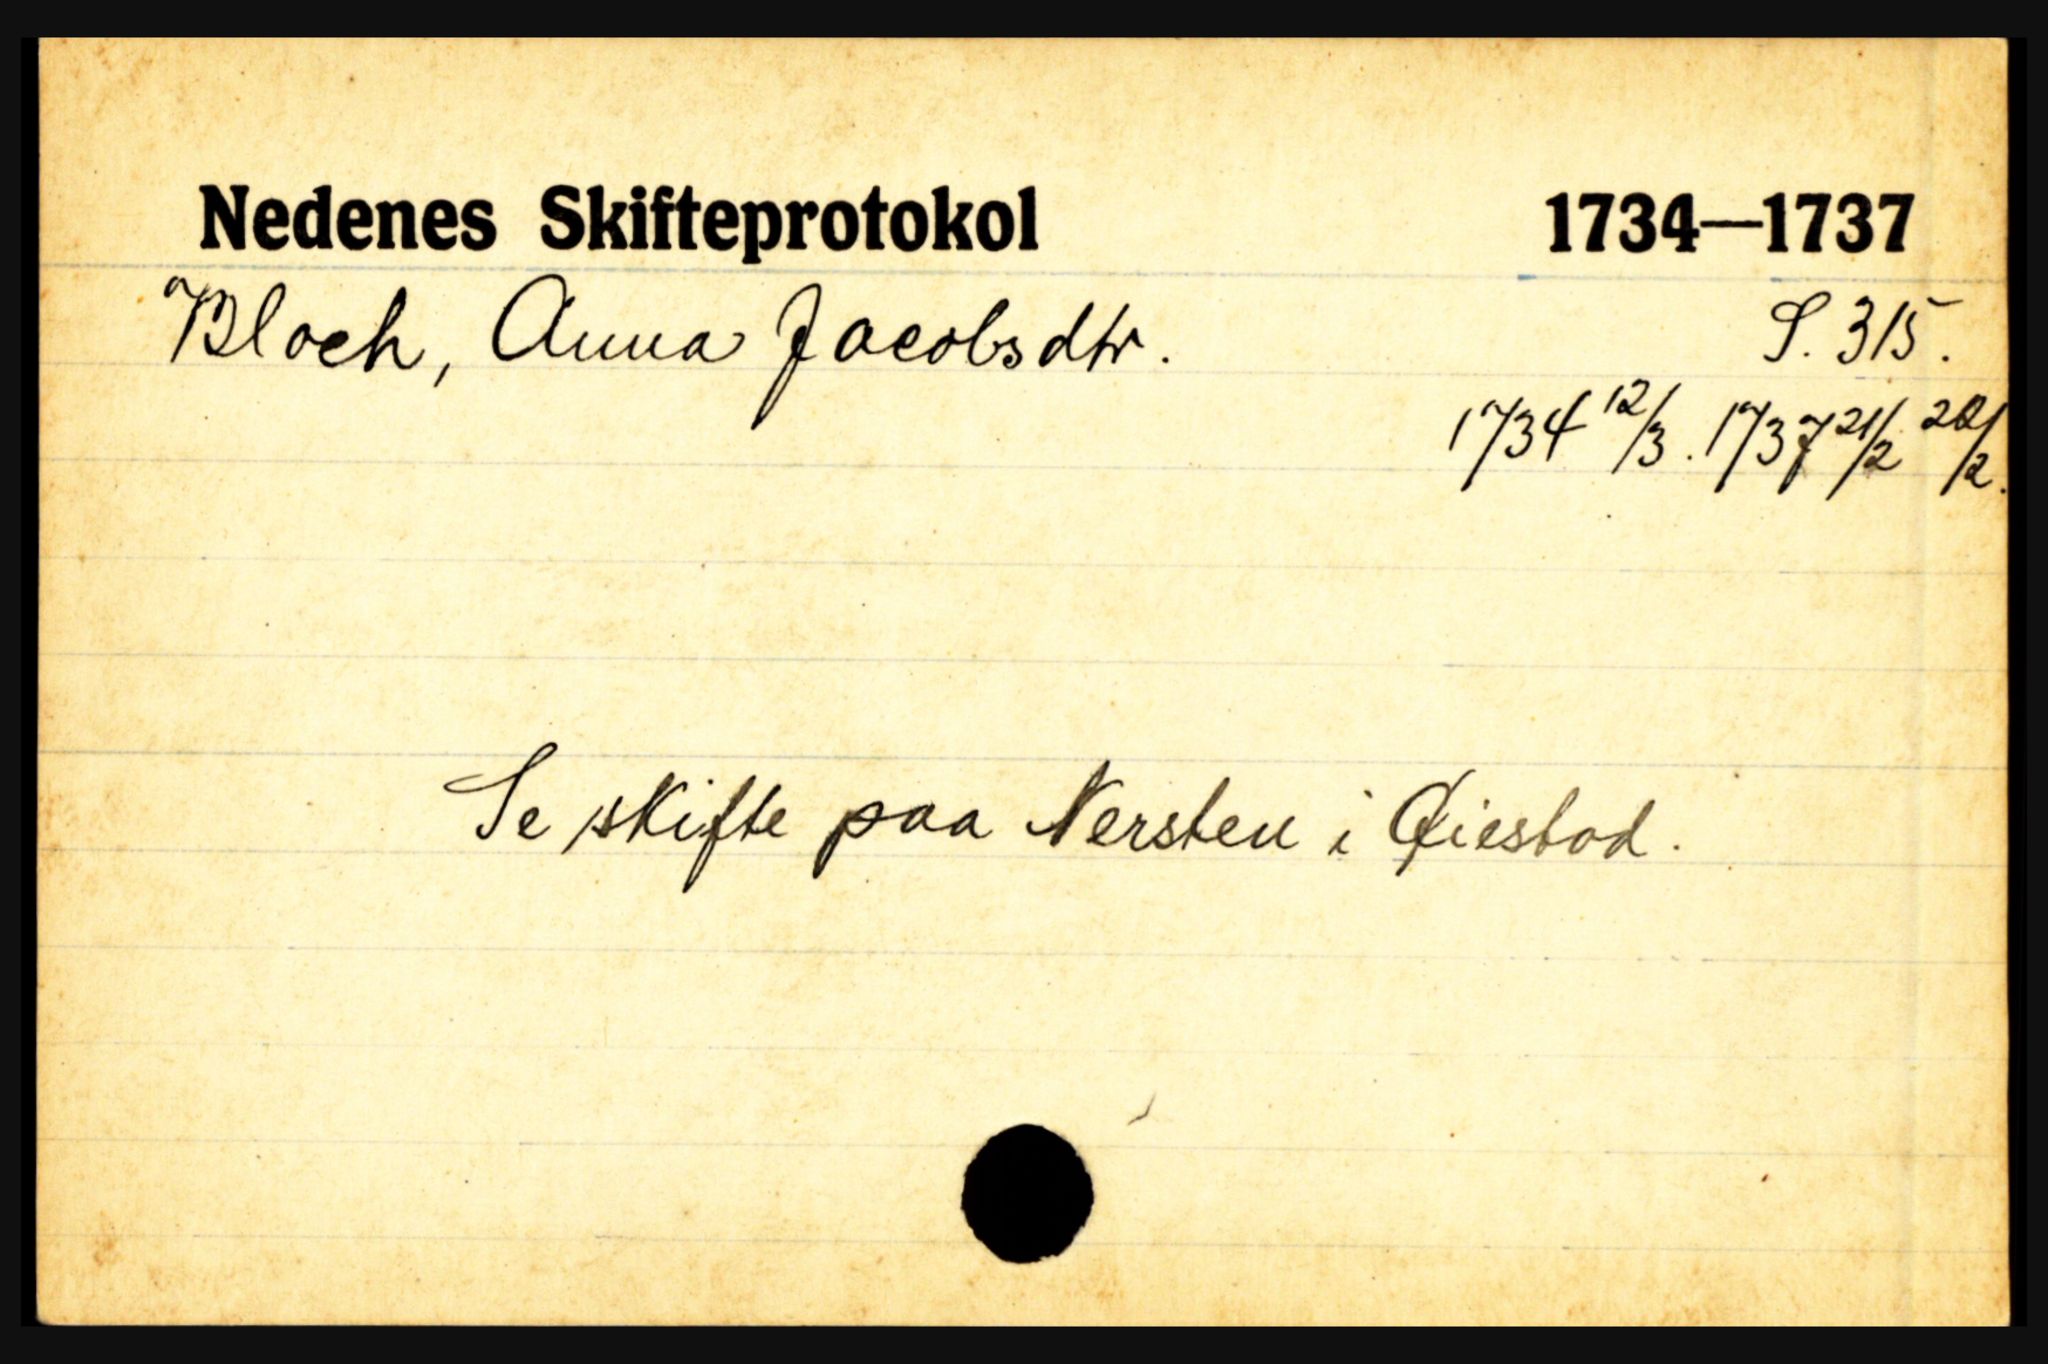 Nedenes Skifteprotokol 1734—1737
Bloch, Anna Jacobsdtr. S. 315.
1734 12/3. 1737 21/2 22/2.
Se skifte paa Nersten i Øiestad.